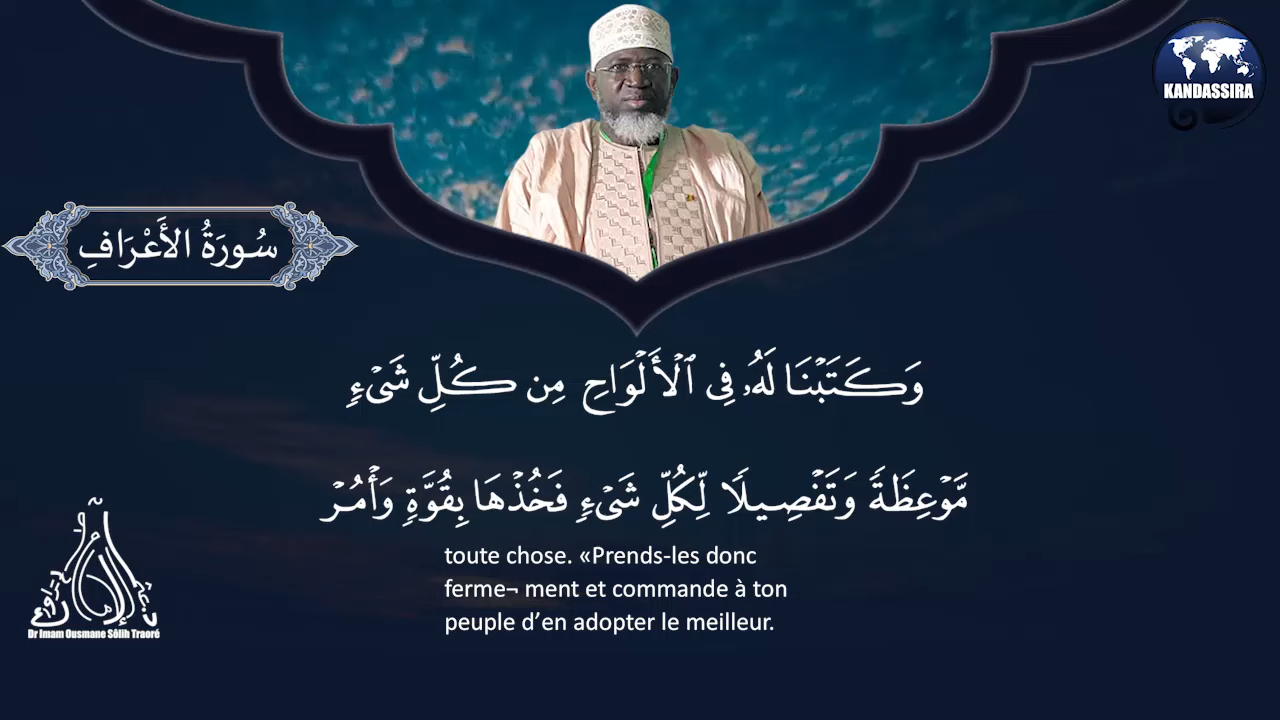 KANDASSIRA
سُورَةُ الأَعْرَافِ
وَكَتَبْنَا لَهُۥ فِى ٱلْأَلْوَاحِ مِن كُلِّ شَىْءٍ
مَّوْعِظَةً وَتَفْصِيلًا لِّكُلِّ شَىْءٍ فَخُذْهَا بِقُوَّةٍ وَأْمُرْ
toute chose. «Prends-les donc
ferme¬ ment et commande à ton
peuple d’en adopter le meilleur.
Dr Imam Ousmane Sôlih Traoré